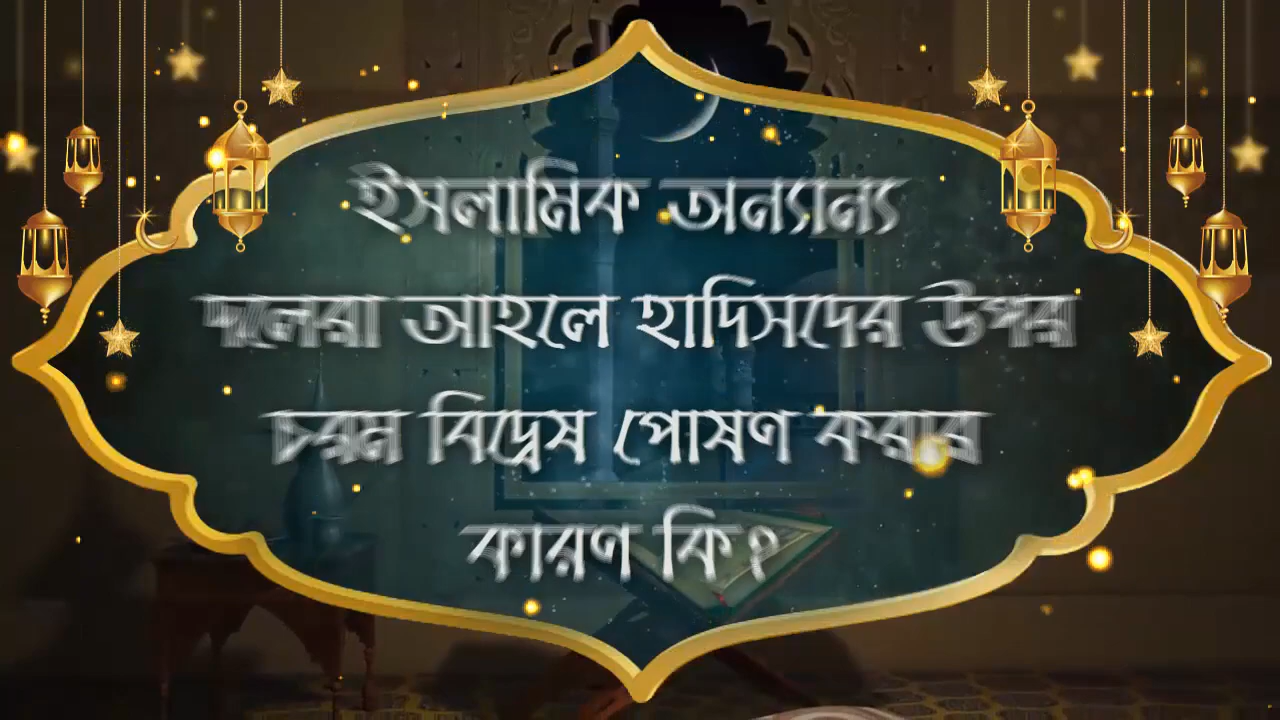 ইসলামিক অন্যান্য
দলেরা আহলে হাদিসদের উপর
চরম বিদ্বেষ পোষণ করার
কারণ কি?